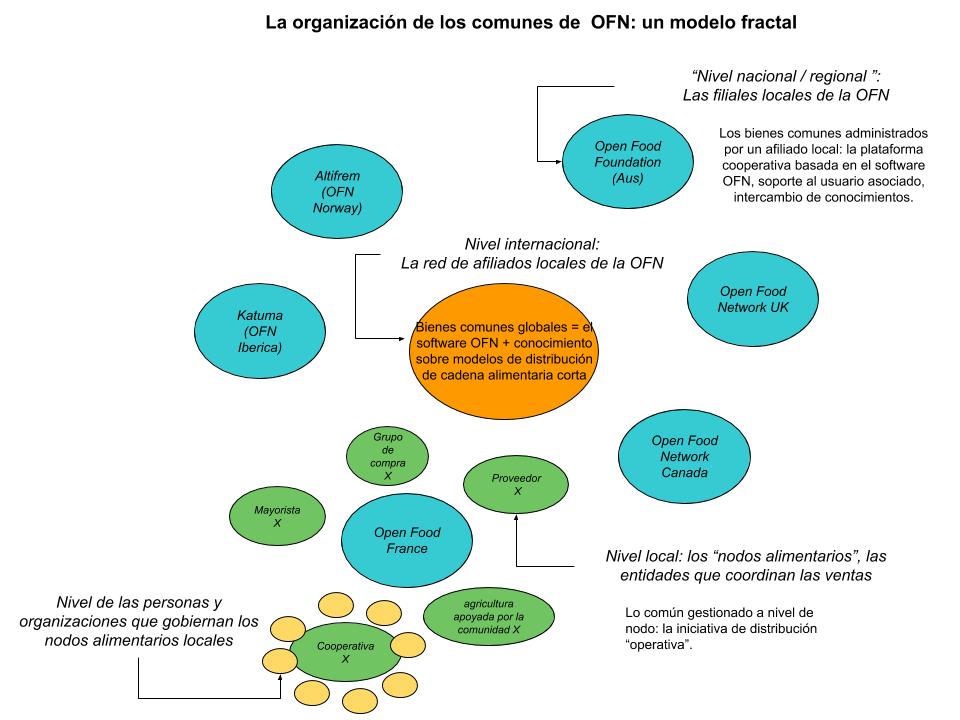 La organización de los comunes de  OFN: un modelo fractal
“Nivel nacional / regional ”:
Las filiales locales de la OFN
Los bienes comunes administrados
por un afiliado local: la plataforma
cooperativa basada en el software
OFN, soporte al usuario asociado,
intercambio de conocimientos.
Open Food
Foundation
(Aus)
Altifrem
(OFN
Norway)
Nivel internacional:
La red de afiliados locales de la OFN
Open Food
Network UK
Katuma
(OFN
Iberica)
Bienes comunes globales = el
software OFN + conocimiento
sobre modelos de distribución
de cadena alimentaria corta
Open Food
Network
Canada
Grupo
de
compra
X
Proveedor
X
Mayorista
X
Open Food
France
Nivel local: los “nodos alimentarios”, las
entidades que coordinan las ventas
Lo común gestionado a nivel de
nodo: la iniciativa de distribución
“operativa”.
agricultura
apoyada por la
comunidad X
Nivel de las personas y
organizaciones que gobiernan los
nodos alimentarios locales
Cooperativa
X